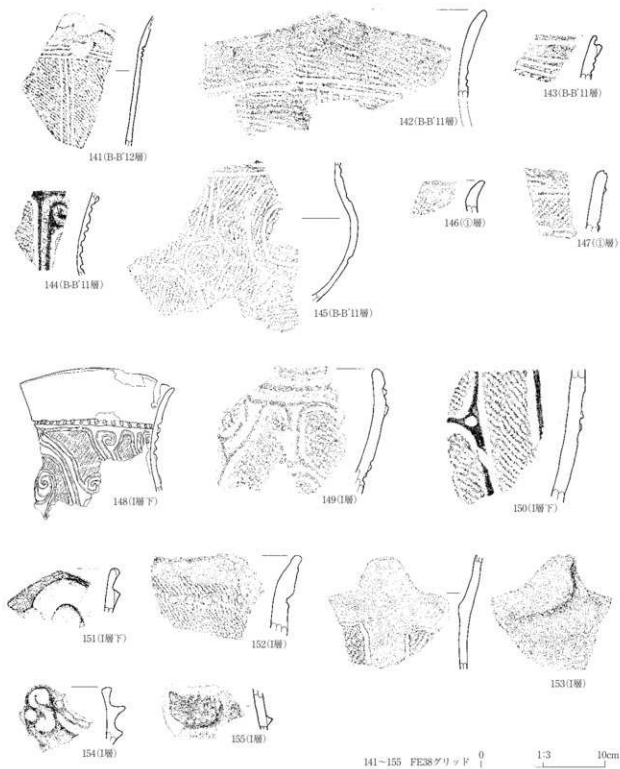 141(B-B'12層)
142(B-B'11層)
143(B-B'11層)
144(B-B'11層)
145(B-B'11層)
146(①層)
147(①層)
148(I層下)
149(I層)
150(I層下)
151(I層下)
152(I層)
153(I層)
154(I層)
155(I層)
141~155 FE38グリッド 0 1:3 10cm